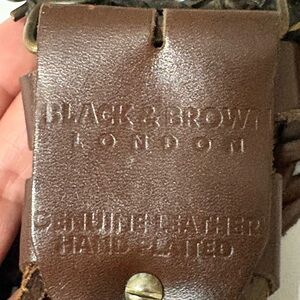 BLACK & BROWN
LONDON
GENUINE LEATHER
HAND PLAITED